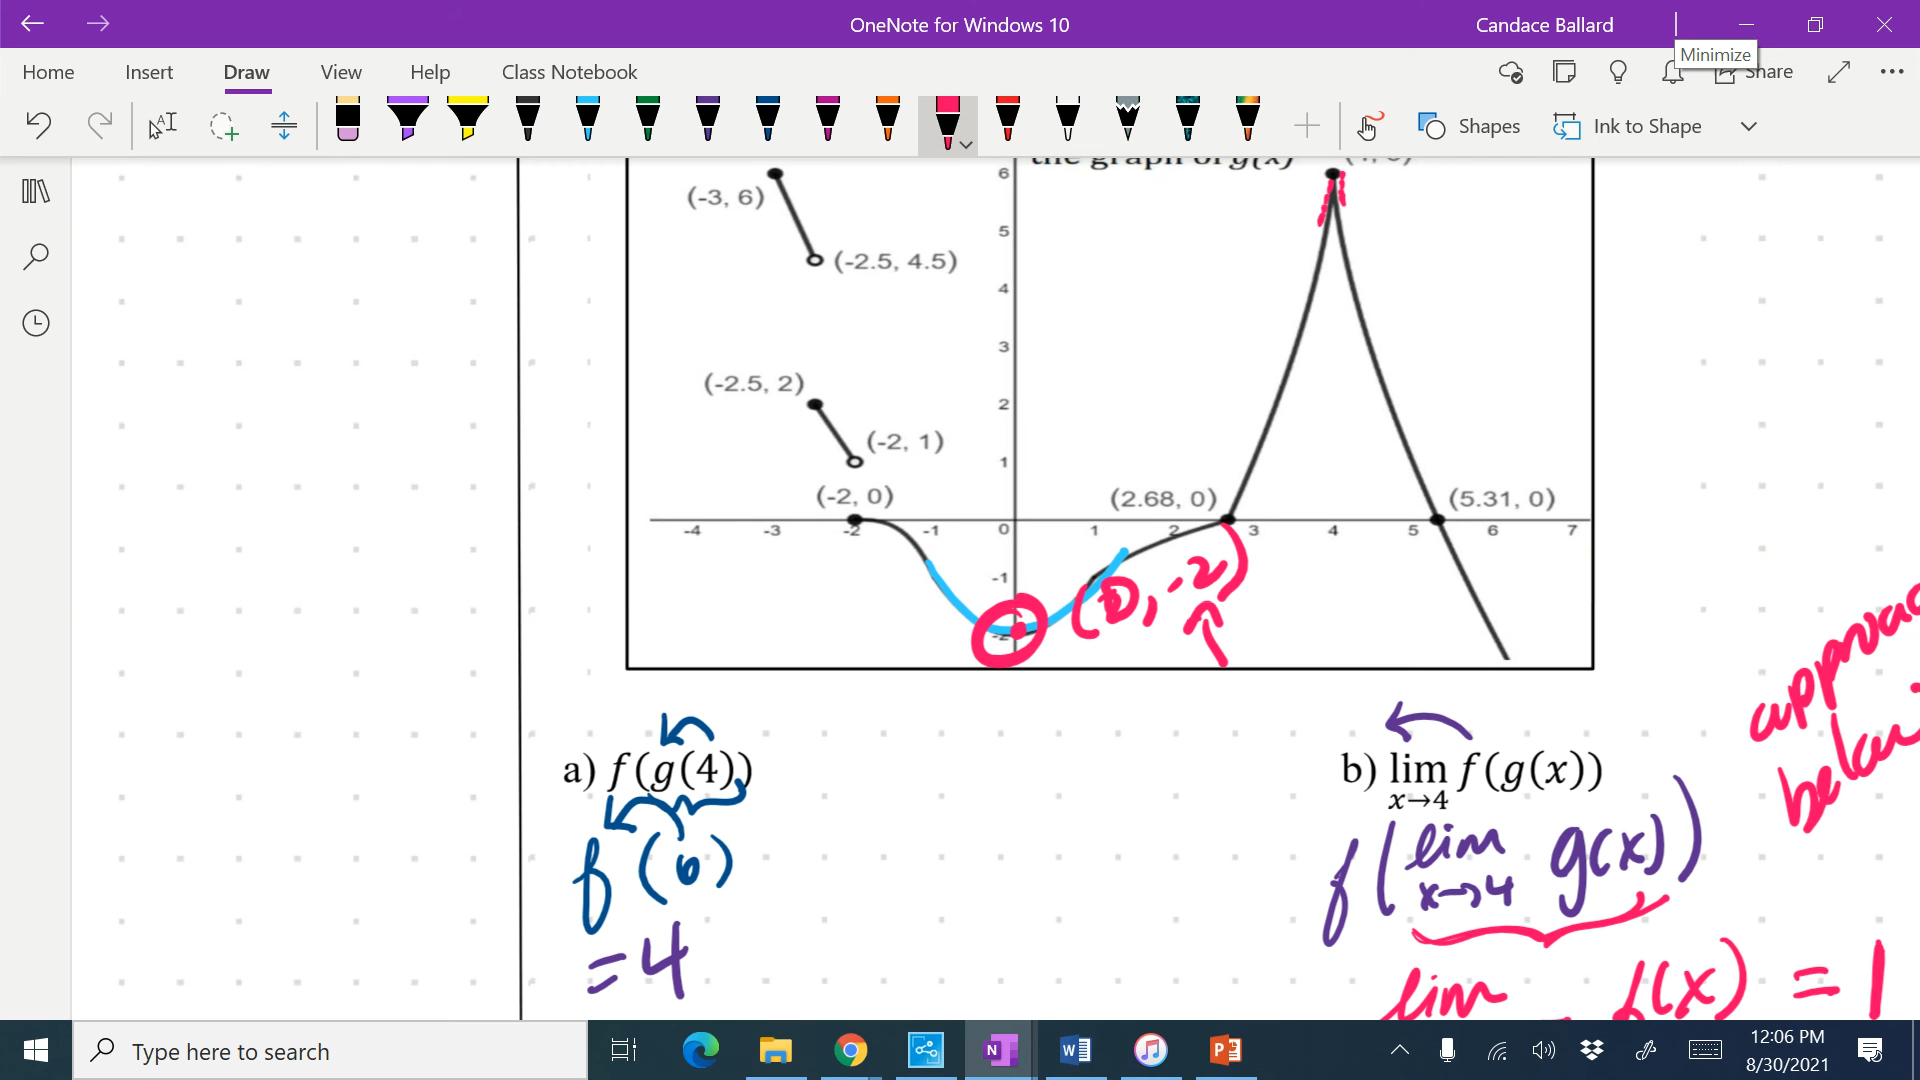 OneNote for Windows 10
Candace Ballard
Minimize
Home Insert Draw View Help Class Notebook Share
Shapes Ink to Shape
the graph of g(x)
(-3, 6)
(-2.5, 4.5)
(-2.5, 2)
(-2, 1)
(-2, 0)
(2.68, 0)
(5.31, 0)
6
5
4
3
2
1
-4 -3 -2 -1 0 1 2 3 4 5 6 7
-1
-2
(0, -2)
a) f(g(4))
f(6)
=4
b) lim f(g(x))
x→4
f(lim g(x))
x→4
lim f(x) = 1
Type here to search
12:06 PM
8/30/2021